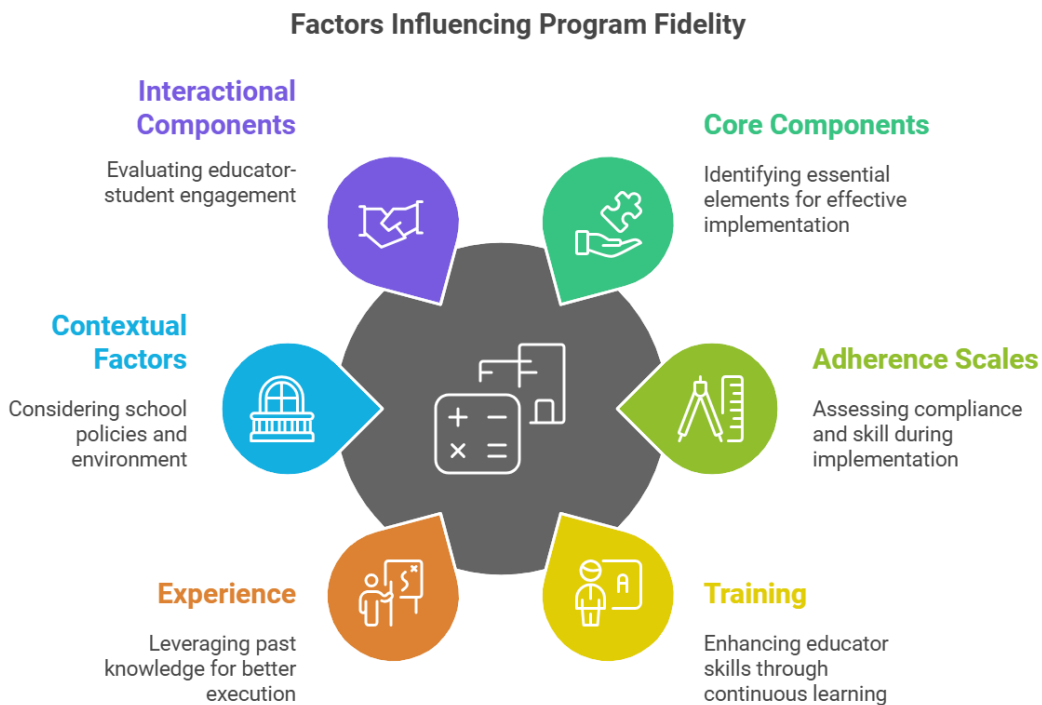 Factors Influencing Program Fidelity
Interactional
Components
Evaluating educator-
student engagement
Core Components
Identifying essential
elements for effective
implementation
Contextual
Factors
Considering school
policies and
environment
Adherence Scales
Assessing compliance
and skill during
implementation
Experience
Leveraging past
knowledge for better
execution
Training
Enhancing educator
skills through
continuous learning
A